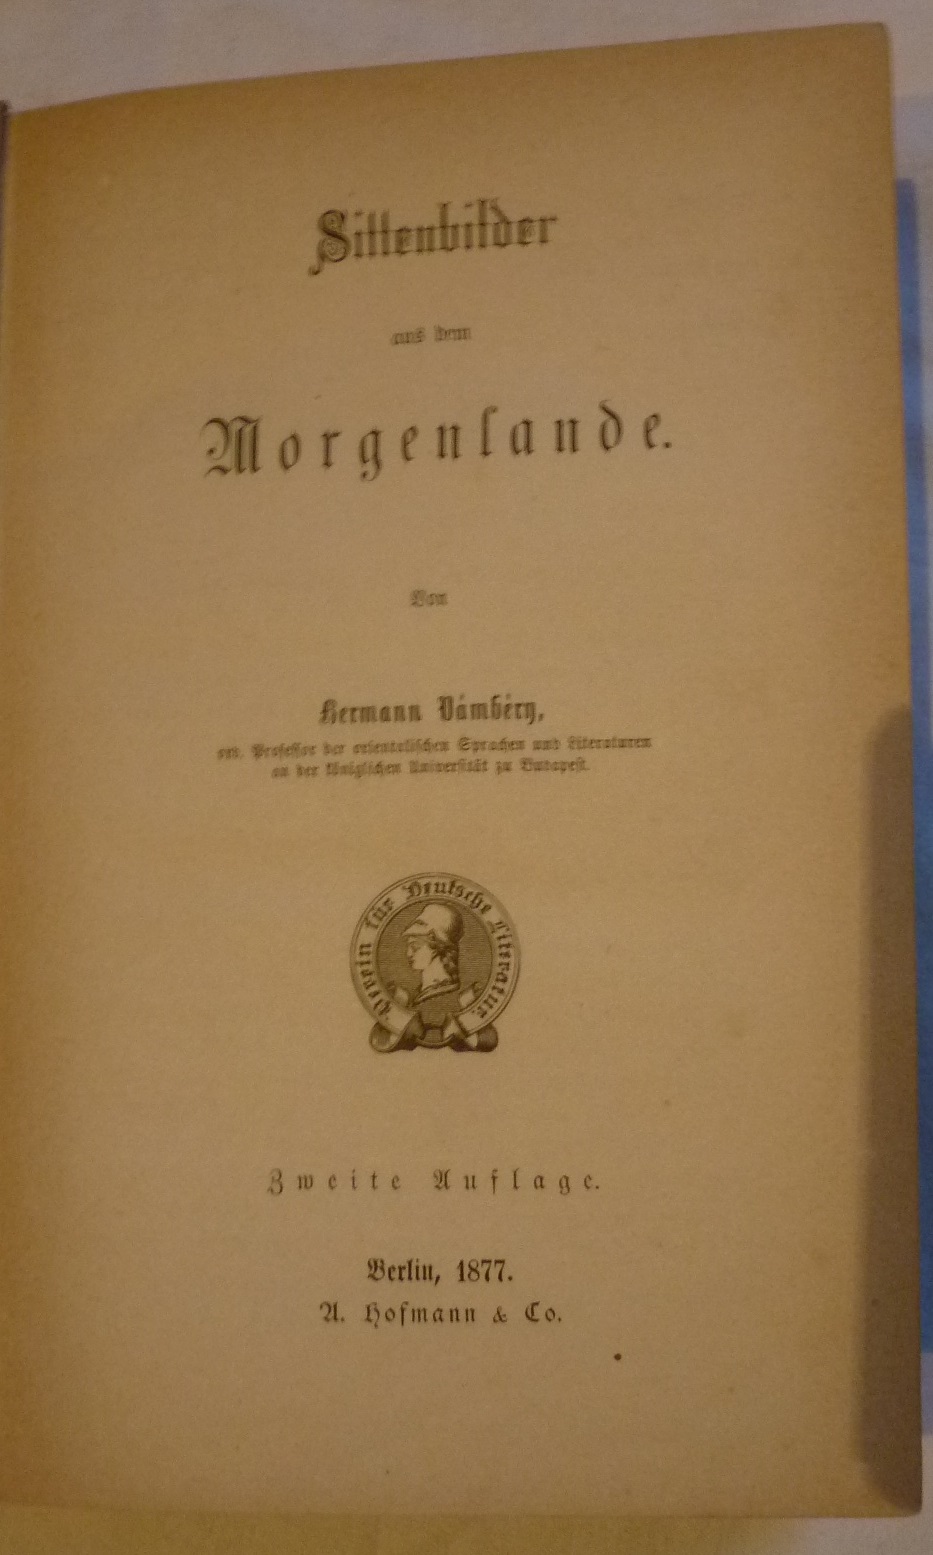 Sittenbilder
aus dem
Morgenlande.
Von
Hermann Vámbéry,
ord. Professor der orientalischen Sprachen und Literaturen
an der königlichen Universität zu Budapest.
Verein für Deutsche Literatur.
Zweite Auflage.
Berlin, 1877.
A. Hofmann & Co.